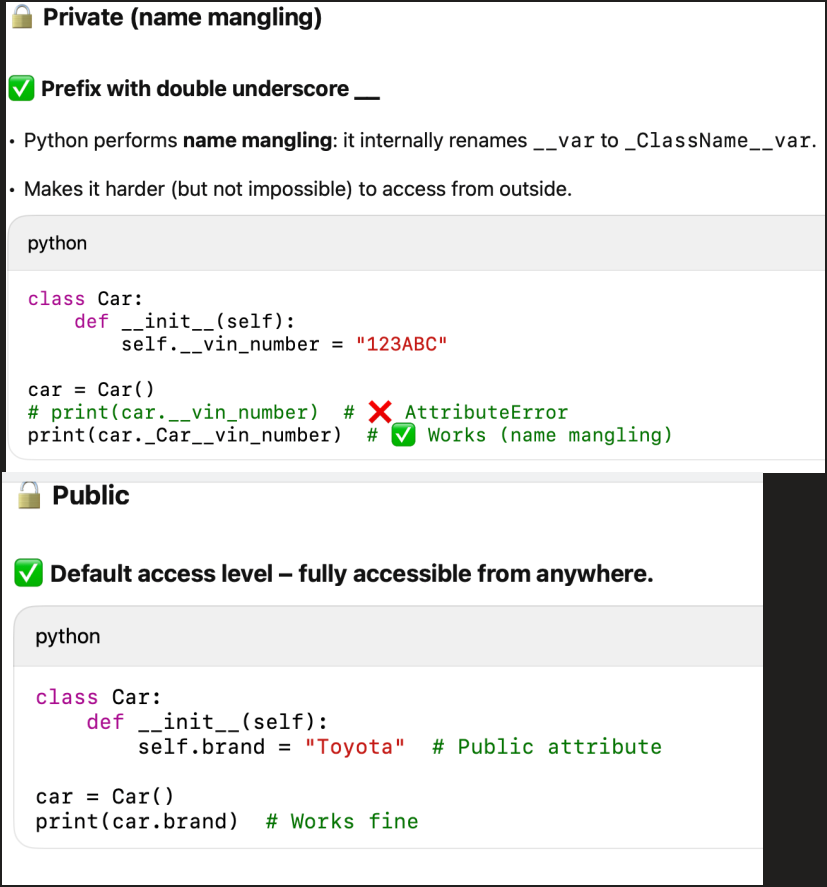 🔒 Private (name mangling)
✅ Prefix with double underscore __
• Python performs name mangling: it internally renames __var to _ClassName__var.
• Makes it harder (but not impossible) to access from outside.
python
class Car:
    def __init__(self):
        self.__vin_number = "123ABC"
car = Car()
# print(car.__vin_number)  # ❌ AttributeError
print(car._Car__vin_number)  # ✅ Works (name mangling)
🔓 Public
✅ Default access level – fully accessible from anywhere.
python
class Car:
    def __init__(self):
        self.brand = "Toyota"  # Public attribute
car = Car()
print(car.brand)  # Works fine